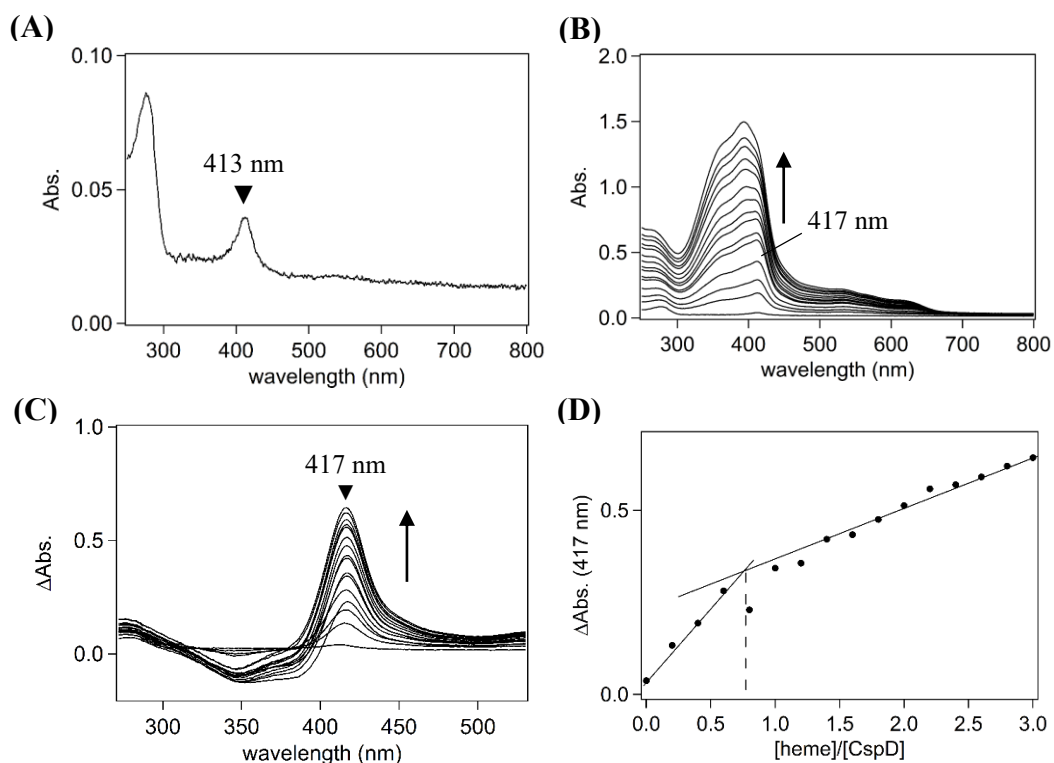 (A)
0.10
0.05
0.00
Abs.
413 nm
300 400 500 600 700 800
wavelength (nm)
(B)
2.0
1.5
1.0
0.5
0.0
Abs.
417 nm
300 400 500 600 700 800
wavelength (nm)
(C)
1.0
0.5
0.0
ΔAbs.
417 nm
300 350 400 450 500
wavelength (nm)
(D)
0.5
0.0
ΔAbs. (417 nm)
0.0 0.5 1.0 1.5 2.0 2.5 3.0
[heme]/[CspD]